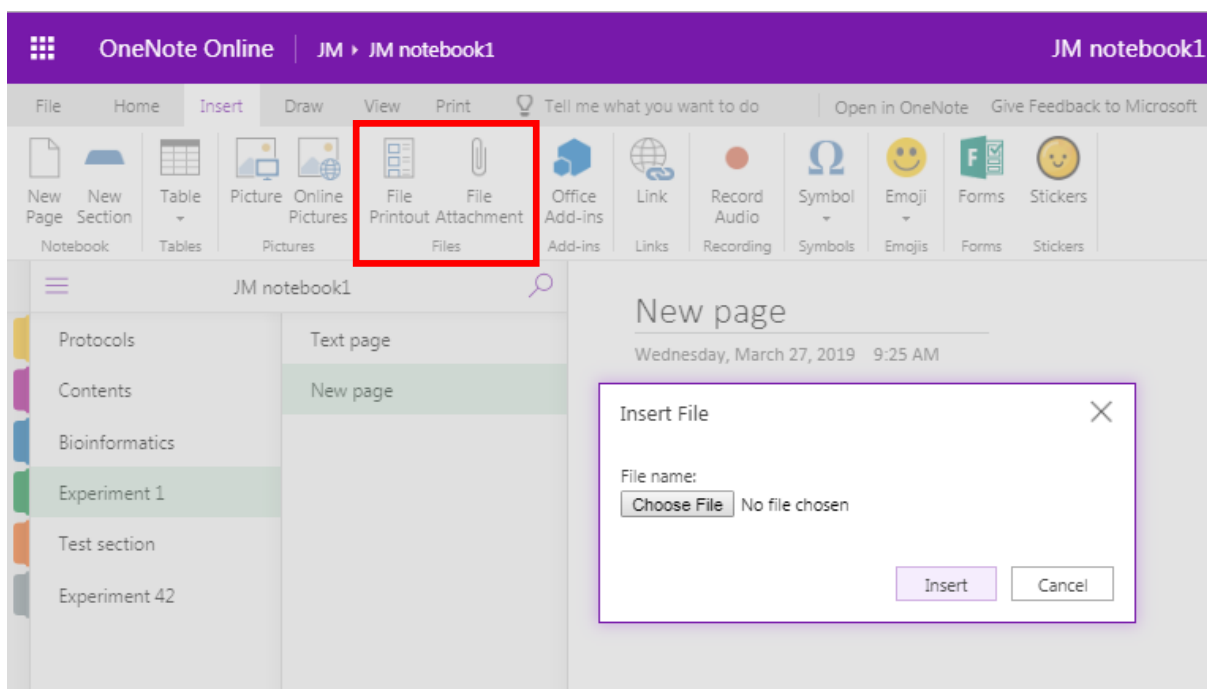 OneNote Online JM ▸ JM notebook1 JM notebook1
File Home Insert Draw View Print Tell me what you want to do Open in OneNote Give Feedback to Microsoft
New Page
New Section
Table
Picture
Online Pictures
File Printout
File Attachment
Office Add-ins
Link
Record Audio
Symbol
Emoji
Forms
Stickers
Notebook Tables Pictures Files Add-ins Links Recording Symbols Emojis Forms Stickers
JM notebook1
Protocols
Contents
Bioinformatics
Experiment 1
Test section
Experiment 42
Text page
New page
New page
Wednesday, March 27, 2019 9:25 AM
Insert File
File name:
Choose File No file chosen
Insert Cancel